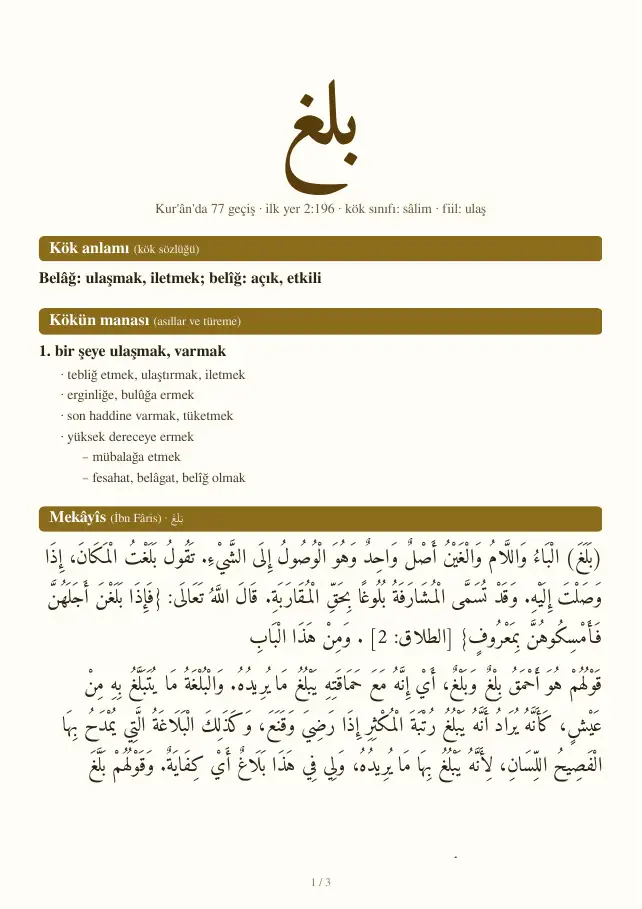 بلغ
Kur'ân'da 77 geçiş · ilk yer 2:196 · kök sınıfı: sâlim · fiil: ulaş
Kök anlamı (kök sözlüğü)
Belâğ: ulaşmak, iletmek; belîğ: açık, etkili
Kökün manası (asıllar ve türeme)
1. bir şeye ulaşmak, varmak
· tebliğ etmek, ulaştırmak, iletmek
· erginliğe, bulûğa ermek
· son haddine varmak, tüketmek
· yüksek dereceye ermek
– mübalağa etmek
– fesahat, belâgat, belîğ olmak
Mekâyîs (İbn Fâris) · بَلَغَ
(بَلَغَ) الْبَاءُ وَاللَّامُ وَالْغَيْنُ أَصْلٌ وَاحِدٌ وَهُوَ الْوُصُولُ إِلَى الشَّيْءِ. تَقُولُ بَلَغْتُ الْمَكَانَ، إِذَا
وَصَلْتَ إِلَيْهِ. وَقَدْ تُسَمَّى الْمُشَارَفَةُ بُلُوغًا بِحَقِّ الْمُقَارَبَةِ. قَالَ اللَّهُ تَعَالَى: {فَإِذَا بَلَغْنَ أَجَلَهُنَّ
فَأَمْسِكُوهُنَّ بِمَعْرُوفٍ} [الطلاق: 2] . وَمِنْ هَذَا الْبَابِ
قَوْلُهُمْ هُوَ أَحْمَقُ بِلْغٌ وَبَلْغٌ، أَيْ إِنَّهُ مَعَ حَمَاقَتِهِ يَبْلُغُ مَا يُرِيدُهُ. وَالْبُلْغَةُ مَا يُتَبَلَّغُ بِهِ مِنْ
عَيْشٍ، كَأَنَّهُ يُرَادُ أَنَّهُ يَبْلُغُ رُتْبَةَ الْمُكْثِرِ إِذَا رَضِيَ وَقَنَعَ، وَكَذَلِكَ الْبَلَاغَةُ الَّتِي يُمْدَحُ بِهَا
الْفَصِيحُ اللِّسَانِ، لِأَنَّهُ يَبْلُغُ بِهَا مَا يُرِيدُهُ، وَلِي فِي هَذَا بَلَاغٌ أَيْ كِفَايَةٌ. وَقَوْلُهُمْ بَلَّغَ
1 / 3